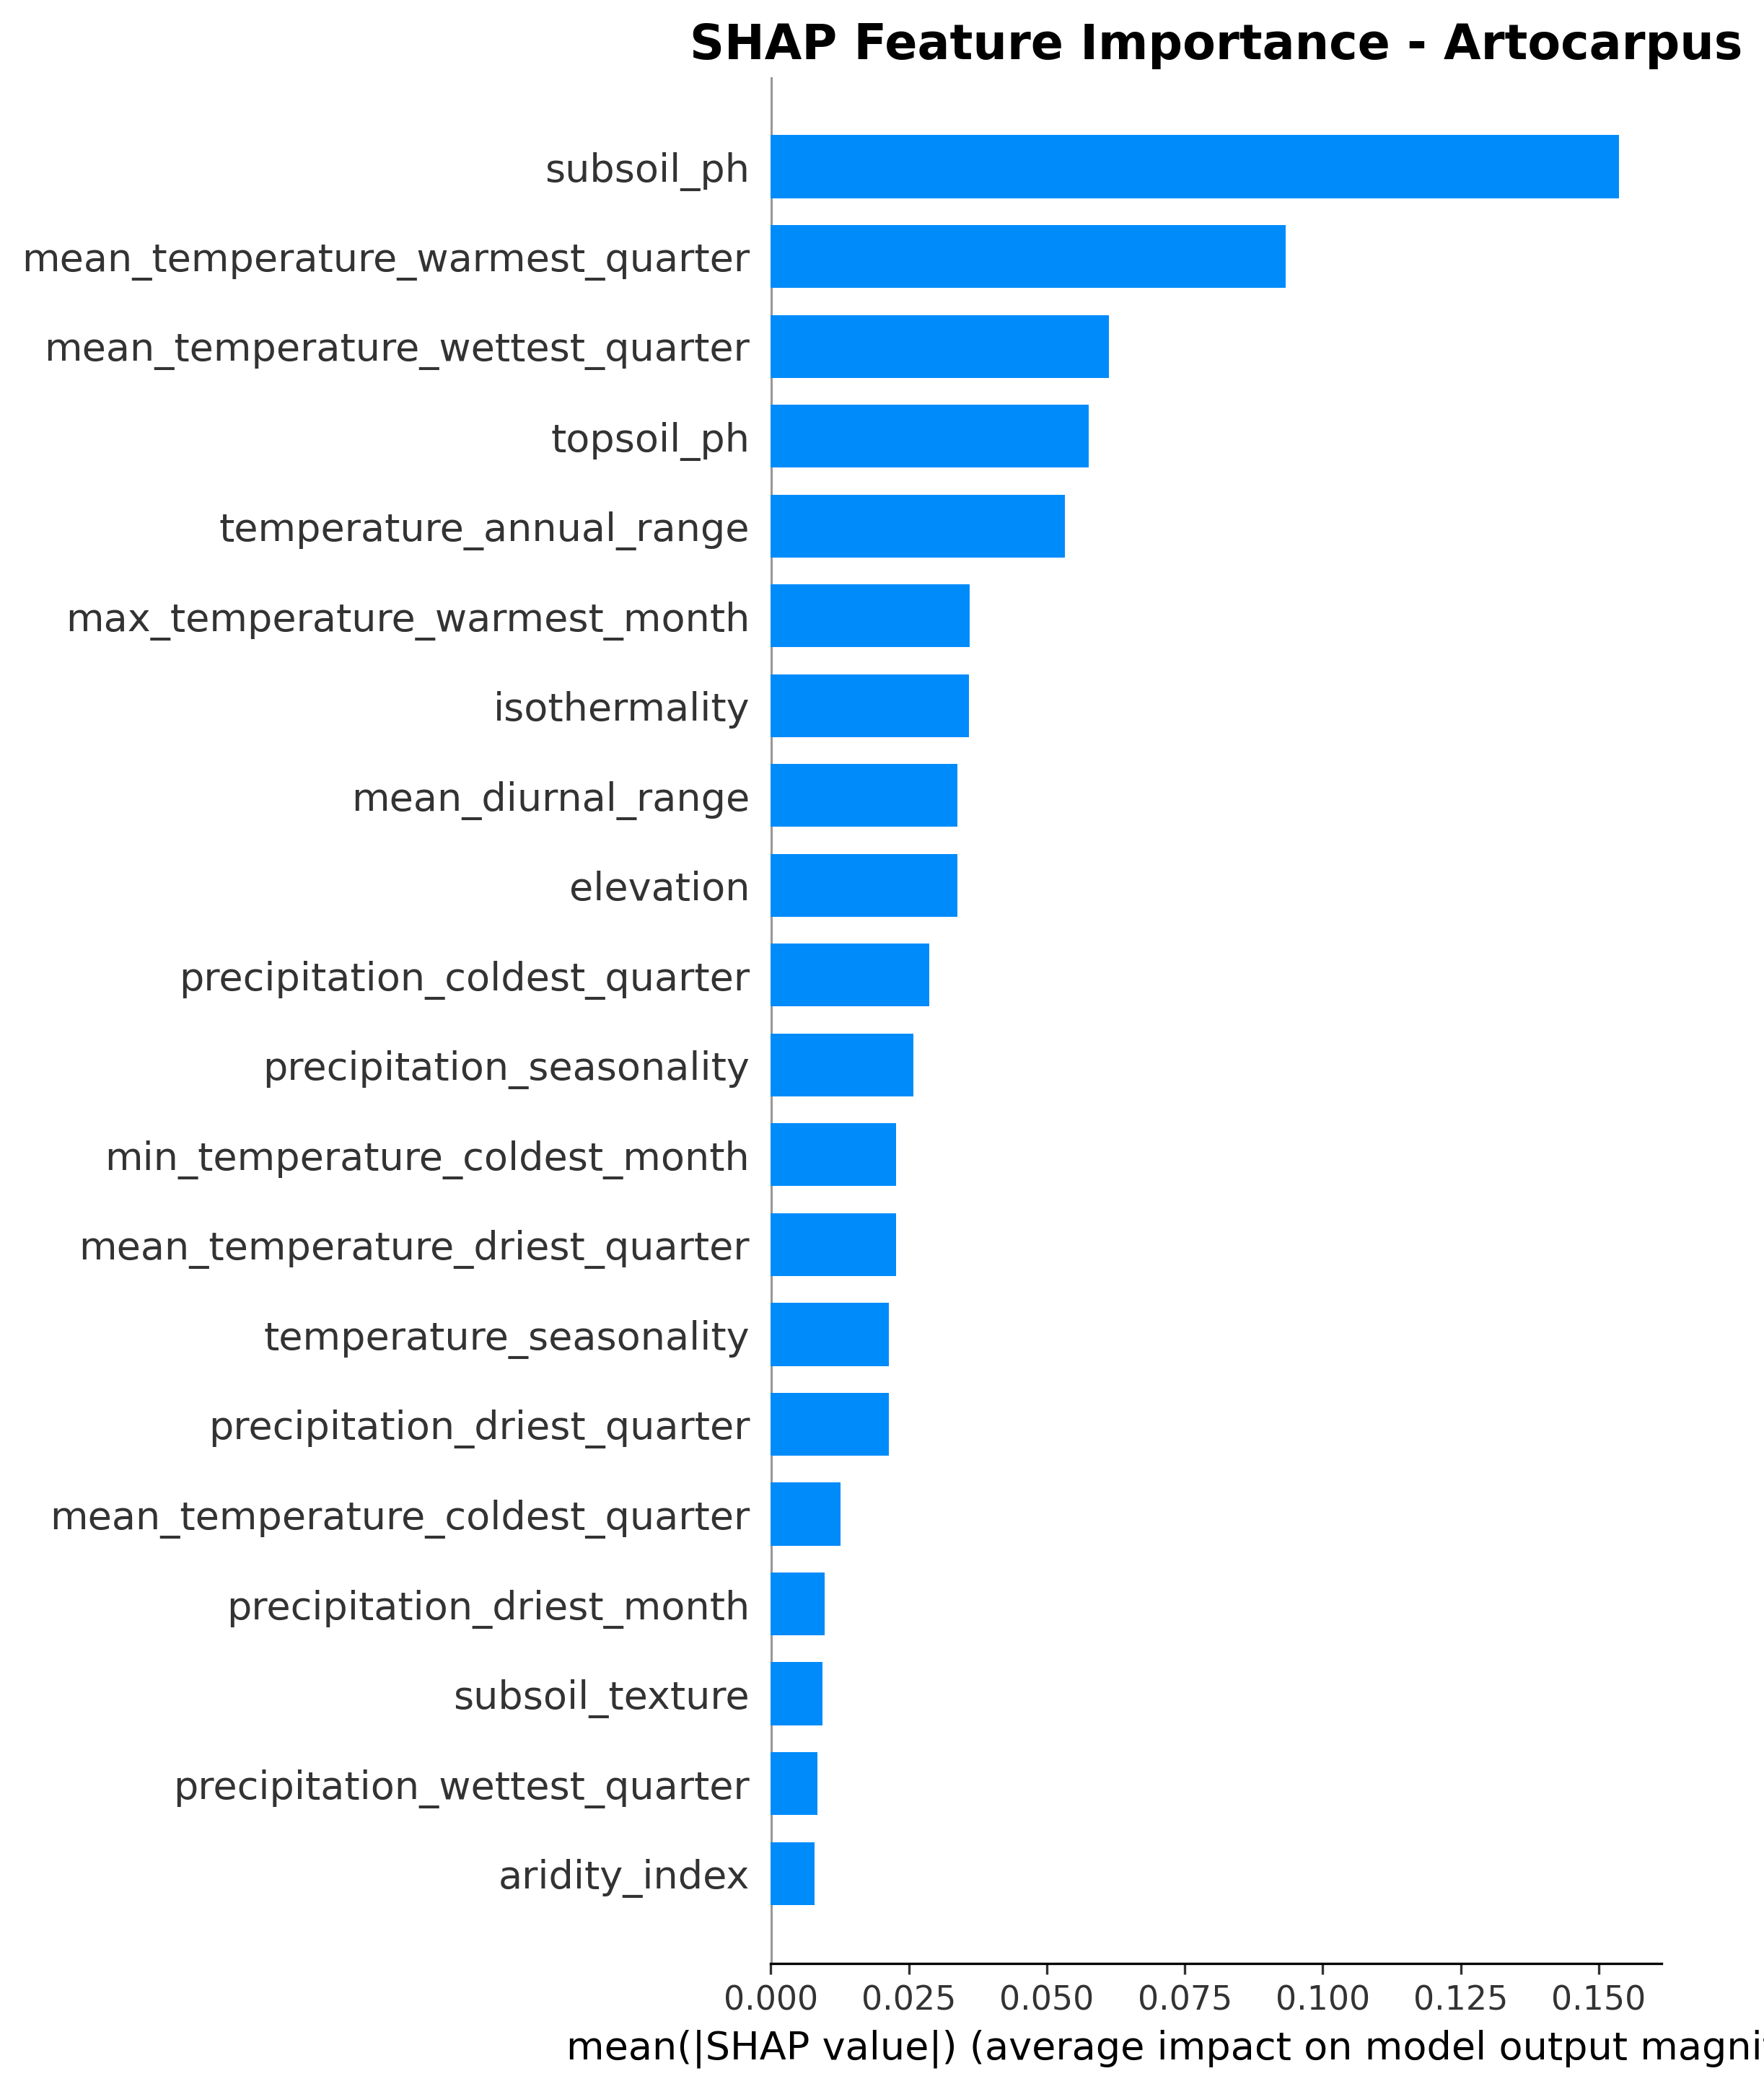 SHAP Feature Importance - Artocarpus
subsoil_ph
mean_temperature_warmest_quarter
mean_temperature_wettest_quarter
topsoil_ph
temperature_annual_range
max_temperature_warmest_month
isothermality
mean_diurnal_range
elevation
precipitation_coldest_quarter
precipitation_seasonality
min_temperature_coldest_month
mean_temperature_driest_quarter
temperature_seasonality
precipitation_driest_quarter
mean_temperature_coldest_quarter
precipitation_driest_month
subsoil_texture
precipitation_wettest_quarter
aridity_index
0.000 0.025 0.050 0.075 0.100 0.125 0.150
mean(|SHAP value|) (average impact on model output magni